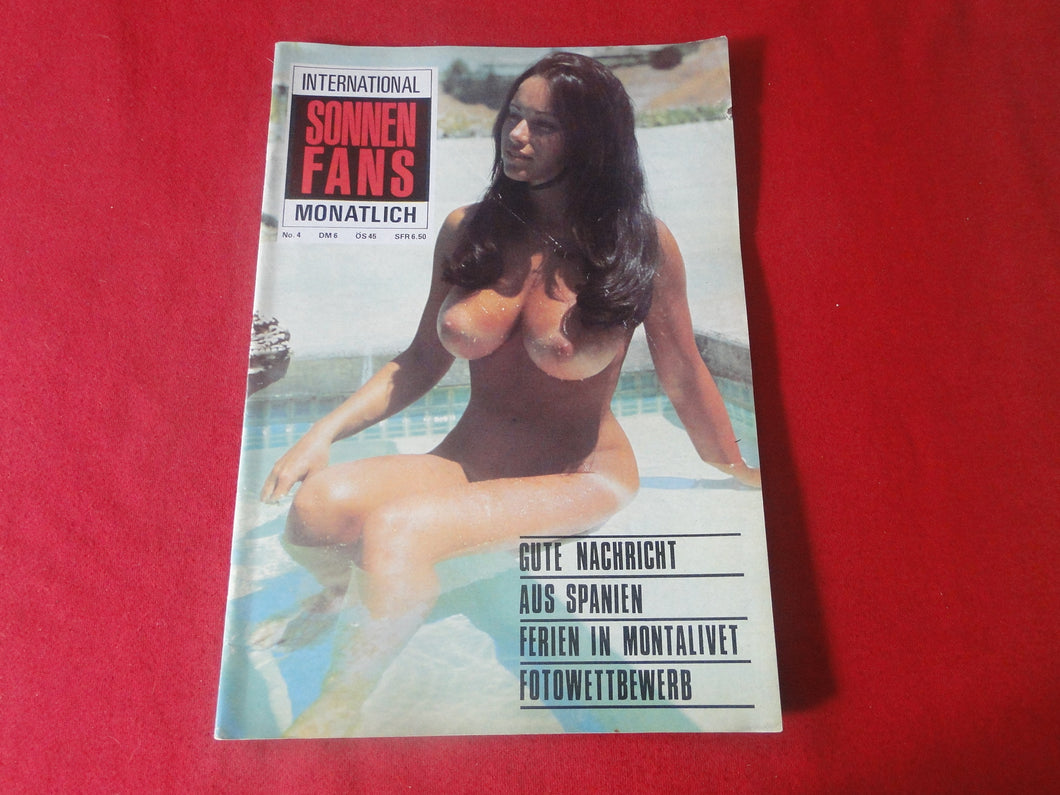 INTERNATIONAL
SONNEN
FANS
MONATLICH
No. 4 DM 6 ÖS 45 SFR 6.50
GUTE NACHRICHT
AUS SPANIEN
FERIEN IN MONTALIVET
FOTOWETTBEWERB